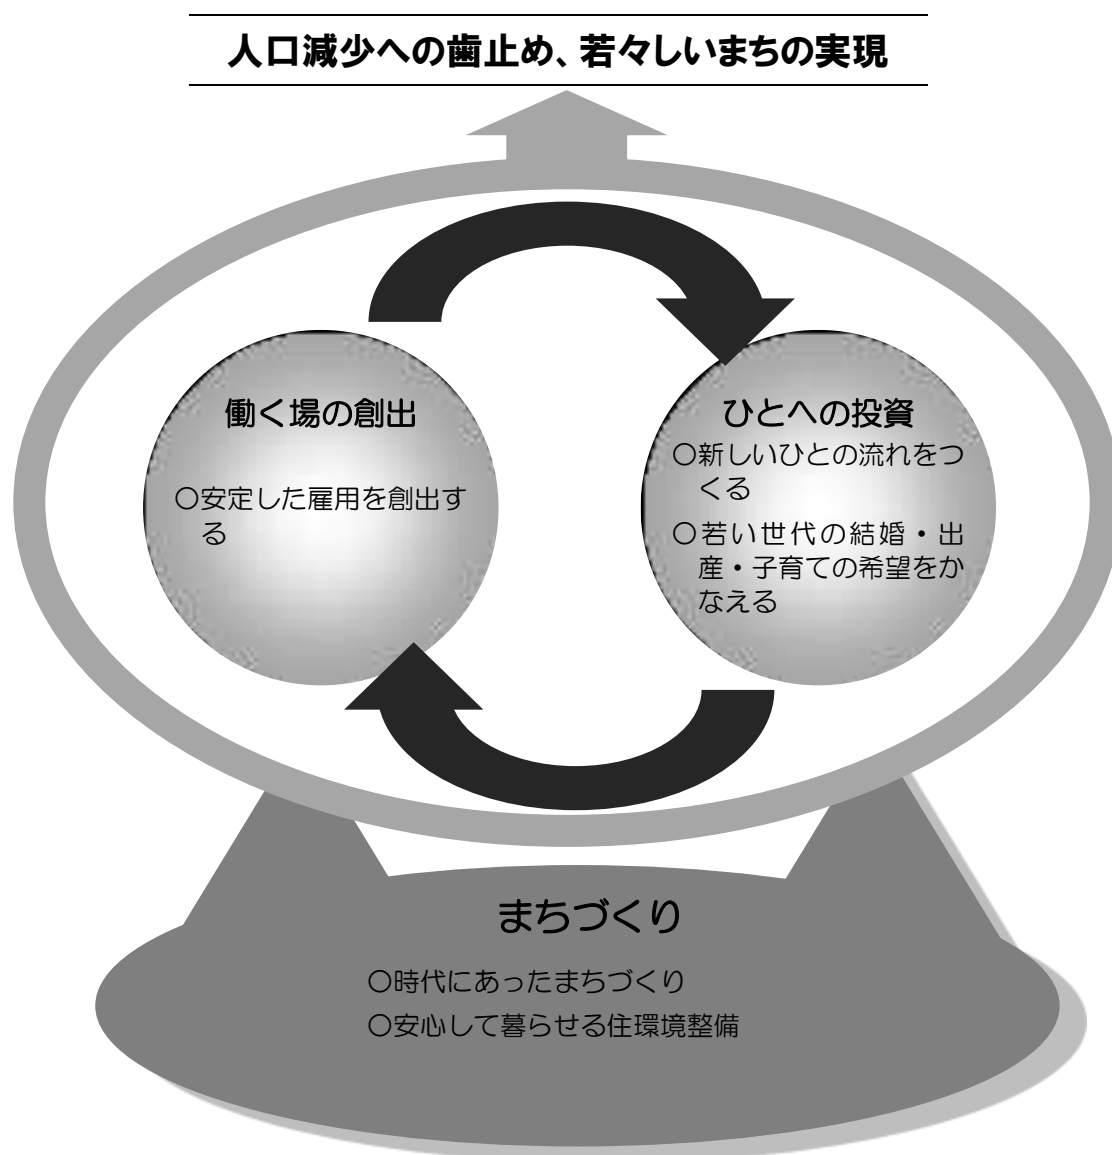 人口減少への歯止め、若々しいまちの実現
働く場の創出
○安定した雇用を創出す
る
ひとへの投資
○新しいひとの流れをつ
くる
○若い世代の結婚・出
産・子育ての希望をか
なえる
まちづくり
○時代にあったまちづくり
○安心して暮らせる住環境整備